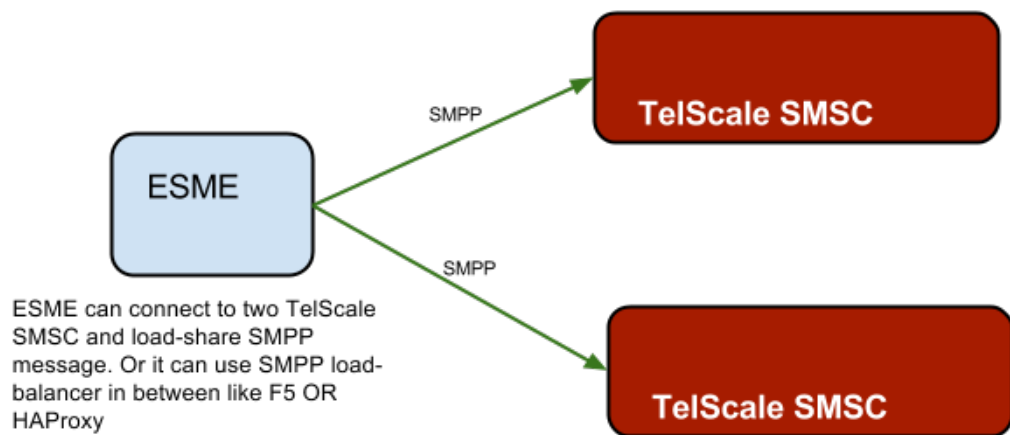 TelScale SMSC
SMPP
ESME
SMPP
ESME can connect to two TelScale
SMSC and load-share SMPP
message. Or it can use SMPP load-
balancer in between like F5 OR
HAProxy
TelScale SMSC